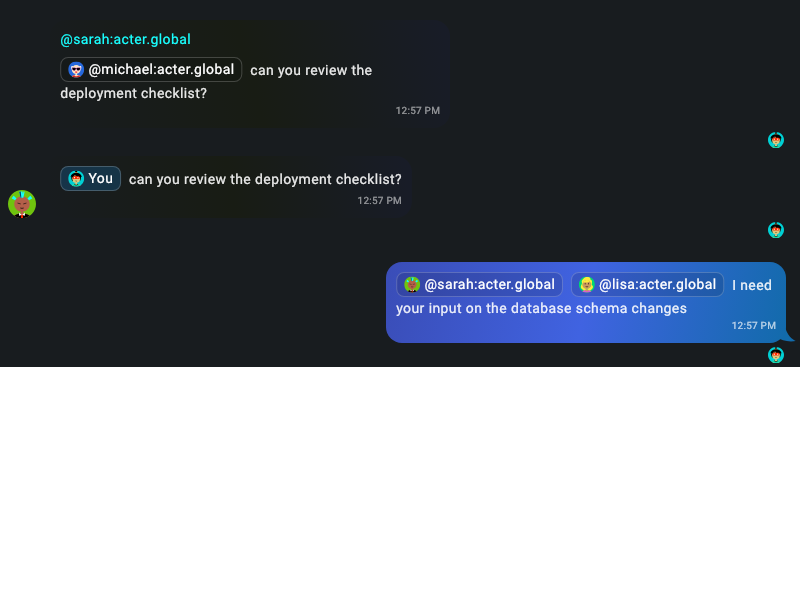 @sarah:acter.global
@michael:acter.global can you review the
deployment checklist?
12:57 PM
You can you review the deployment checklist?
12:57 PM
@sarah:acter.global @lisa:acter.global I need
your input on the database schema changes
12:57 PM